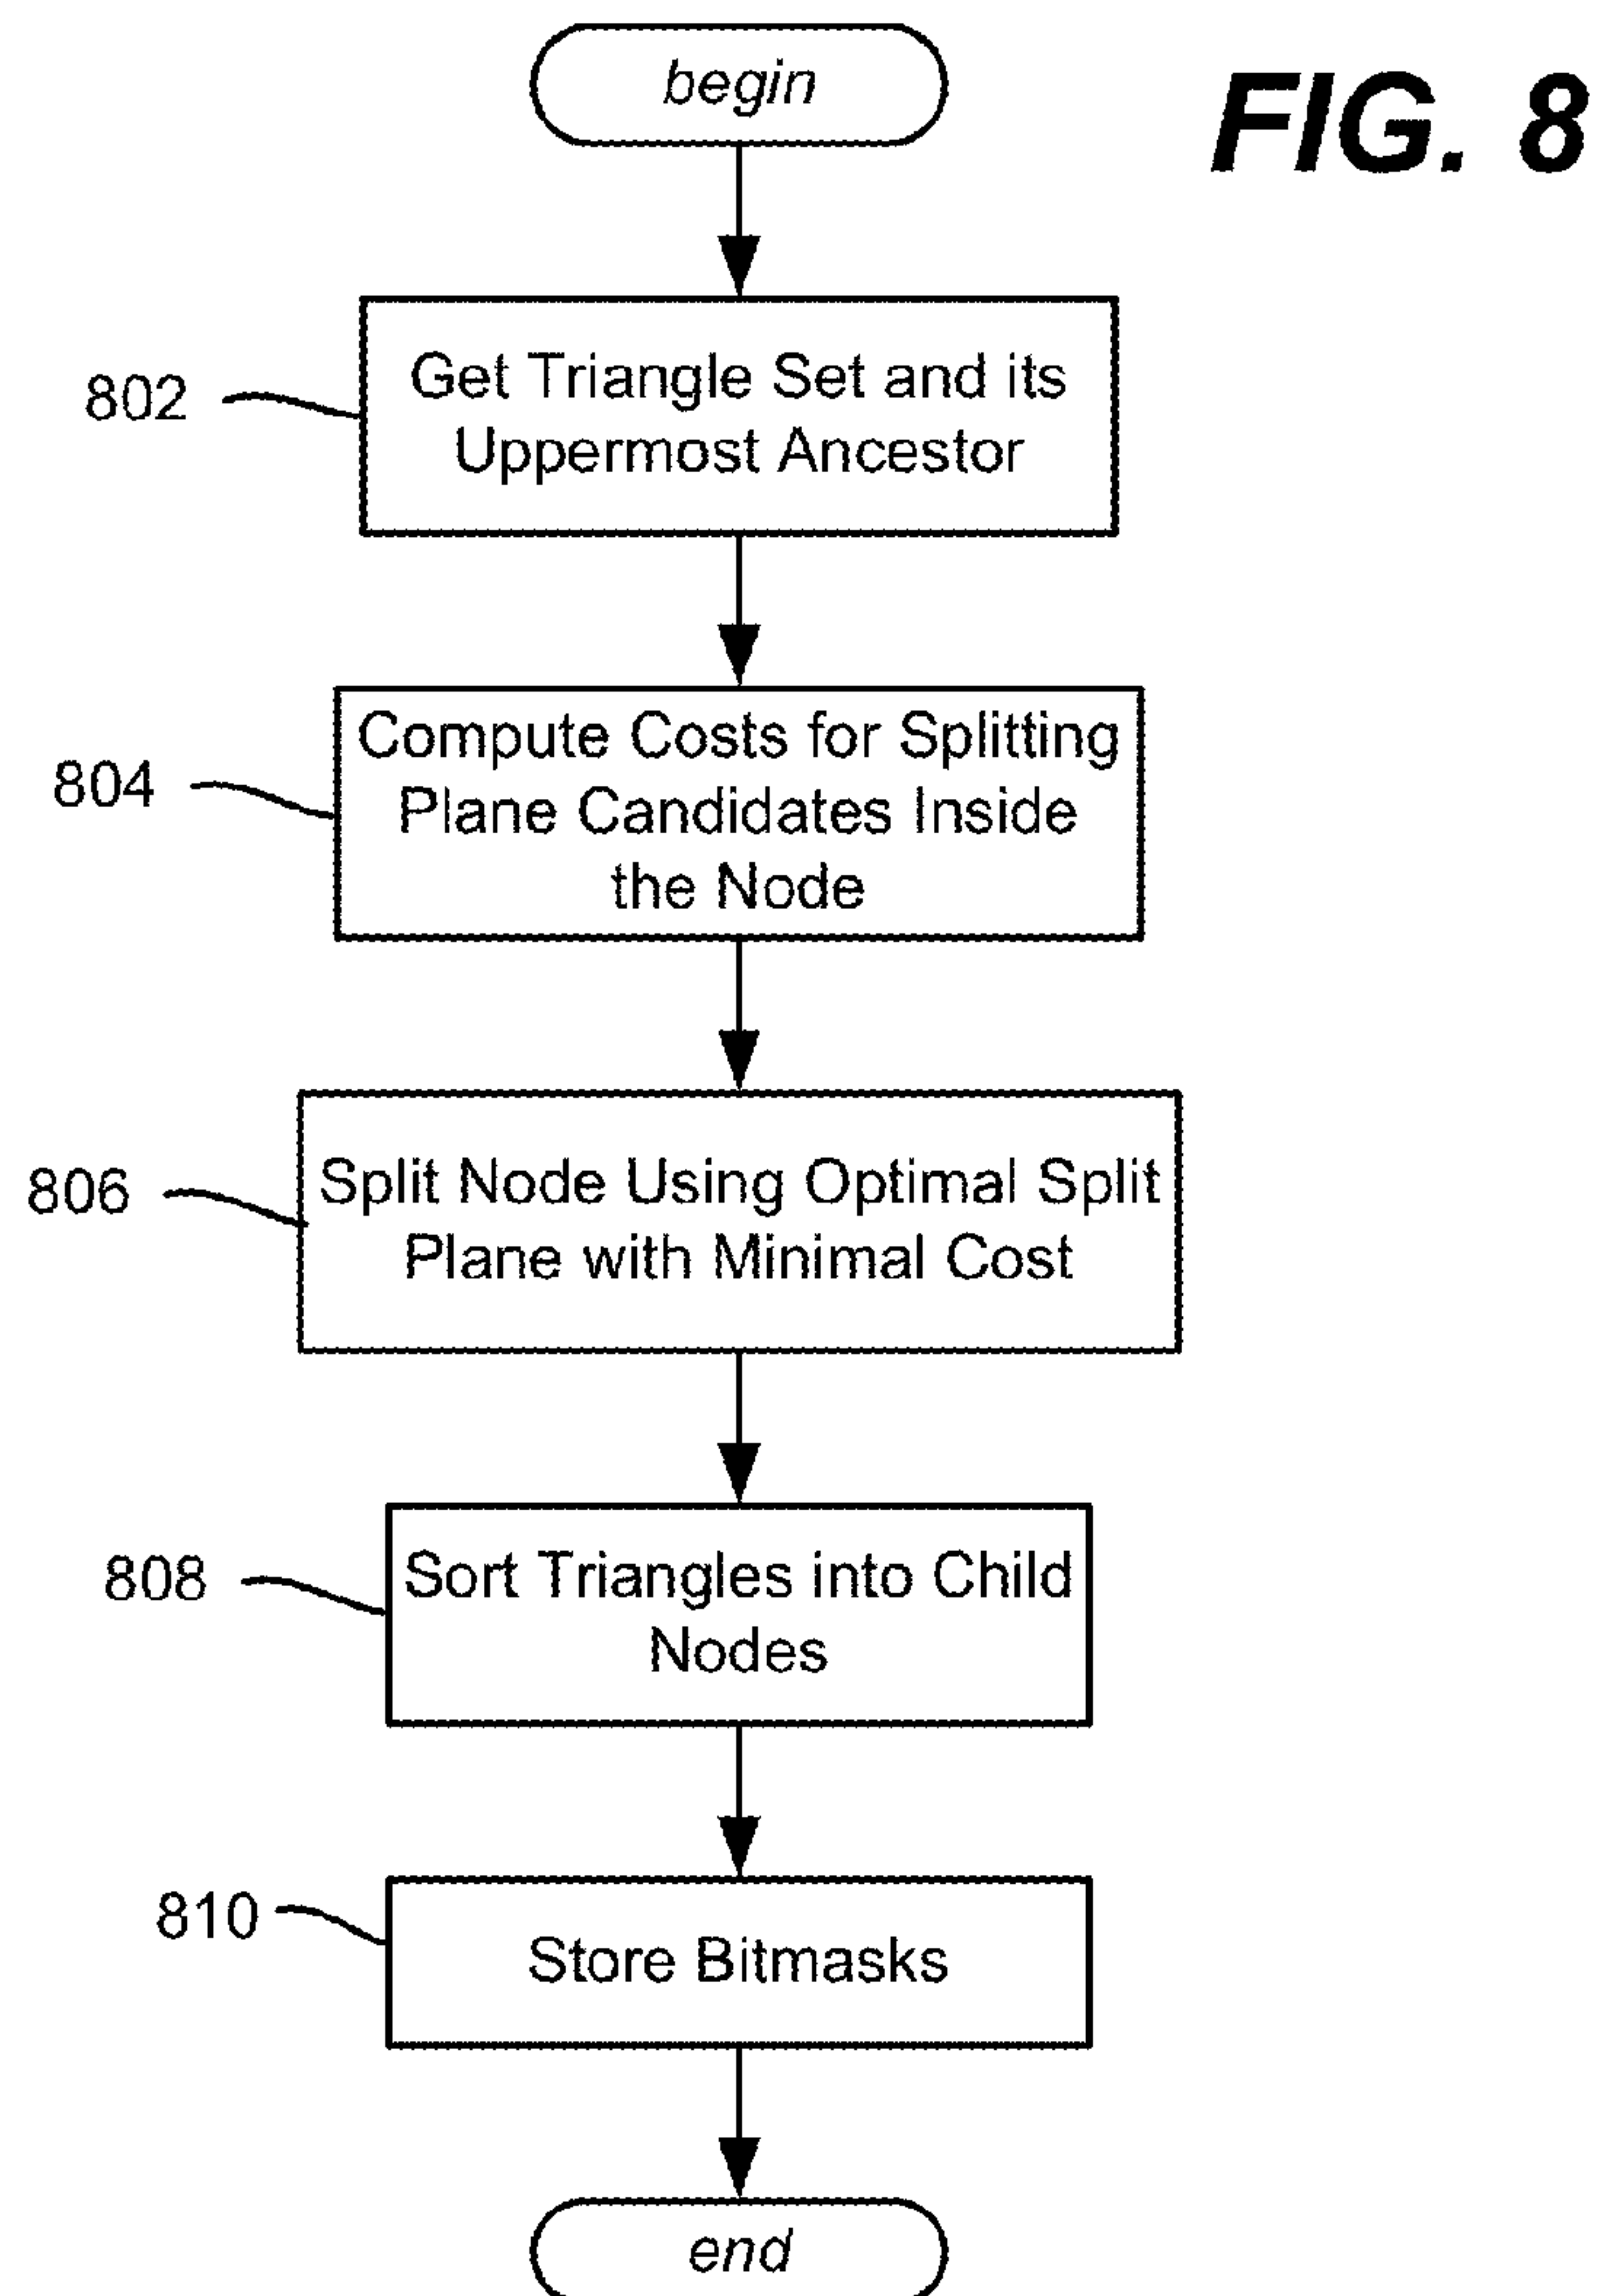 begin
FIG. 8
802
Get Triangle Set and its
Uppermost Ancestor
804
Compute Costs for Splitting
Plane Candidates Inside
the Node
806
Split Node Using Optimal Split
Plane with Minimal Cost
808
Sort Triangles into Child
Nodes
810
Store Bitmasks
end